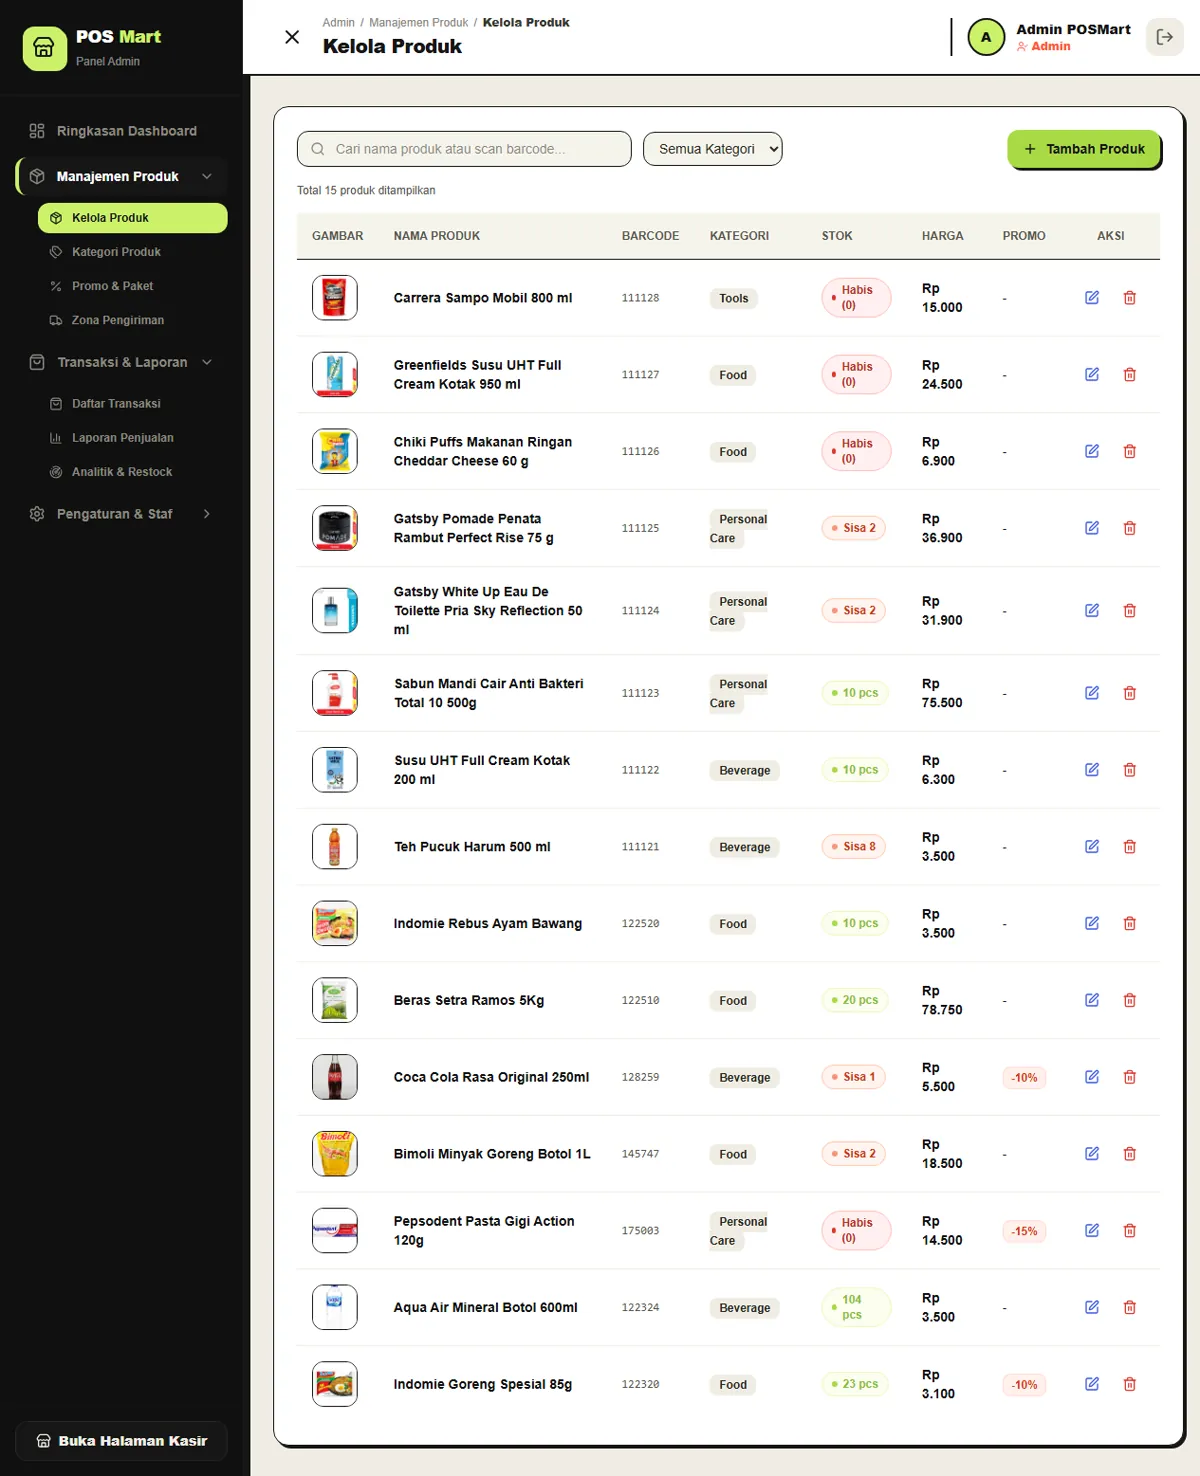 POS Mart
Panel Admin
Ringkasan Dashboard
Manajemen Produk
Kelola Produk
Kategori Produk
Promo & Paket
Zona Pengiriman
Transaksi & Laporan
Daftar Transaksi
Laporan Penjualan
Analitik & Restock
Pengaturan & Staf
Buka Halaman Kasir
Admin / Manajemen Produk / Kelola Produk
Kelola Produk
A
Admin POSMart
Admin
Cari nama produk atau scan barcode...
Semua Kategori
+ Tambah Produk
Total 15 produk ditampilkan
GAMBAR NAMA PRODUK BARCODE KATEGORI STOK HARGA PROMO AKSI
Carrera Sampo Mobil 800 ml 111128 Tools Habis (0) Rp 15.000 -
Greenfields Susu UHT Full Cream Kotak 950 ml 111127 Food Habis (0) Rp 24.500 -
Chiki Puffs Makanan Ringan Cheddar Cheese 60 g 111126 Food Habis (0) Rp 6.900 -
POMADE
Gatsby Pomade Penata Rambut Perfect Rise 75 g 111125 Personal Care Sisa 2 Rp 36.900 -
Gatsby White Up Eau De Toilette Pria Sky Reflection 50 ml 111124 Personal Care Sisa 2 Rp 31.900 -
Sabun Mandi Cair Anti Bakteri Total 10 500g 111123 Personal Care 10 pcs Rp 75.500 -
Susu UHT Full Cream Kotak 200 ml 111122 Beverage 10 pcs Rp 6.300 -
Teh Pucuk Harum 500 ml 111121 Beverage Sisa 8 Rp 3.500 -
Indomie Rebus Ayam Bawang 122520 Food 10 pcs Rp 3.500 -
Beras Setra Ramos 5Kg 122510 Food 20 pcs Rp 78.750 -
Coca Cola Rasa Original 250ml 128259 Beverage Sisa 1 Rp 5.500 -10%
Bimoli
Bimoli Minyak Goreng Botol 1L 145747 Food Sisa 2 Rp 18.500 -
Pepsodent Pasta Gigi Action 120g 175003 Personal Care Habis (0) Rp 14.500 -15%
Aqua Air Mineral Botol 600ml 122324 Beverage 104 pcs Rp 3.500 -
Indomie Goreng Spesial 85g 122320 Food 23 pcs Rp 3.100 -10%